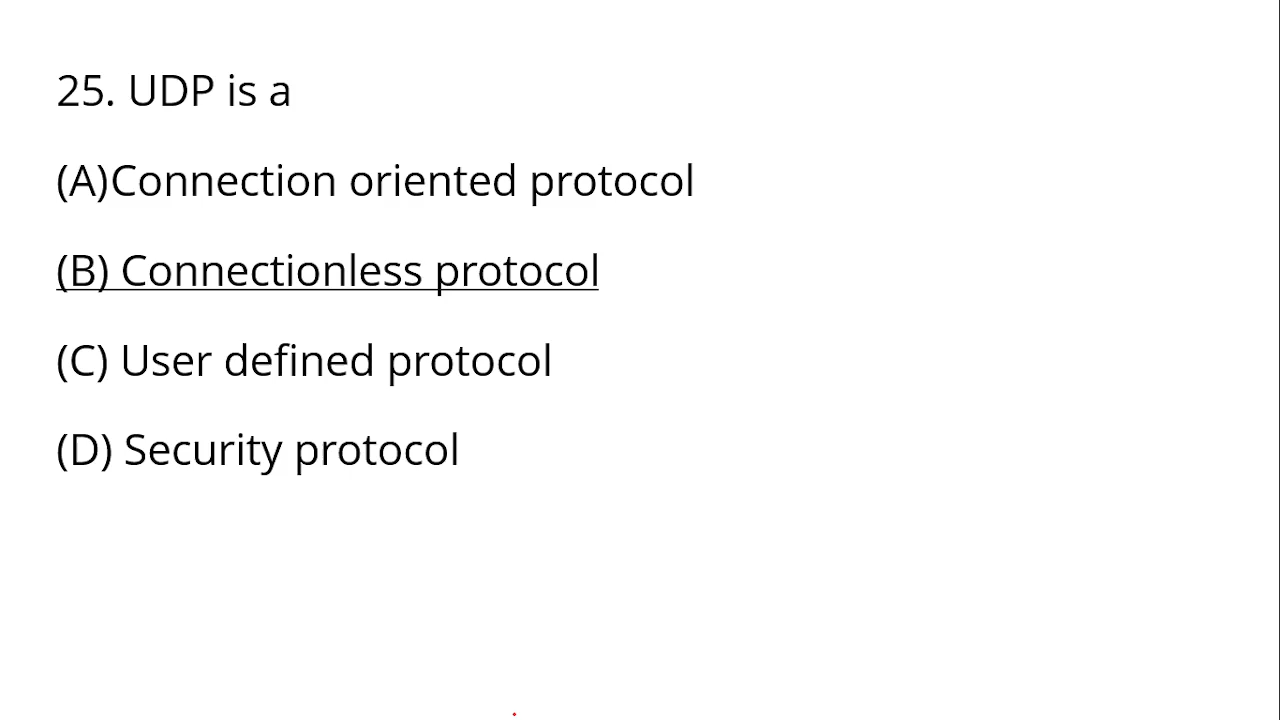 25. UDP is a
(A)Connection oriented protocol
(B) Connectionless protocol
(C) User defined protocol
(D) Security protocol